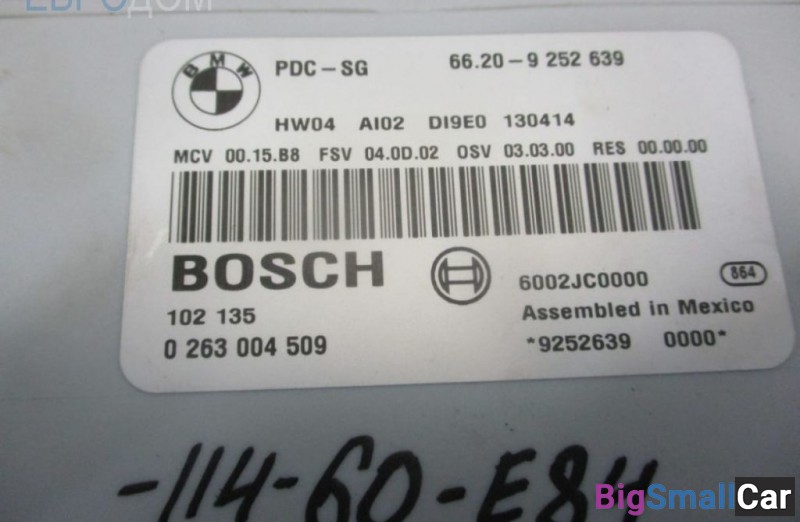 ЕВРОДОМ
BMW
PDC-SG 66.20-9 252 639
HW04 AI02 DI9E0 130414
MCV 00.15.B8 FSV 04.0D.02 OSV 03.03.00 RES 00.00.00
BOSCH 6002JC0000 864
102 135 Assembled in Mexico
0 263 004 509 *9252639 0000*
-114-60-E84
BigSmallCar